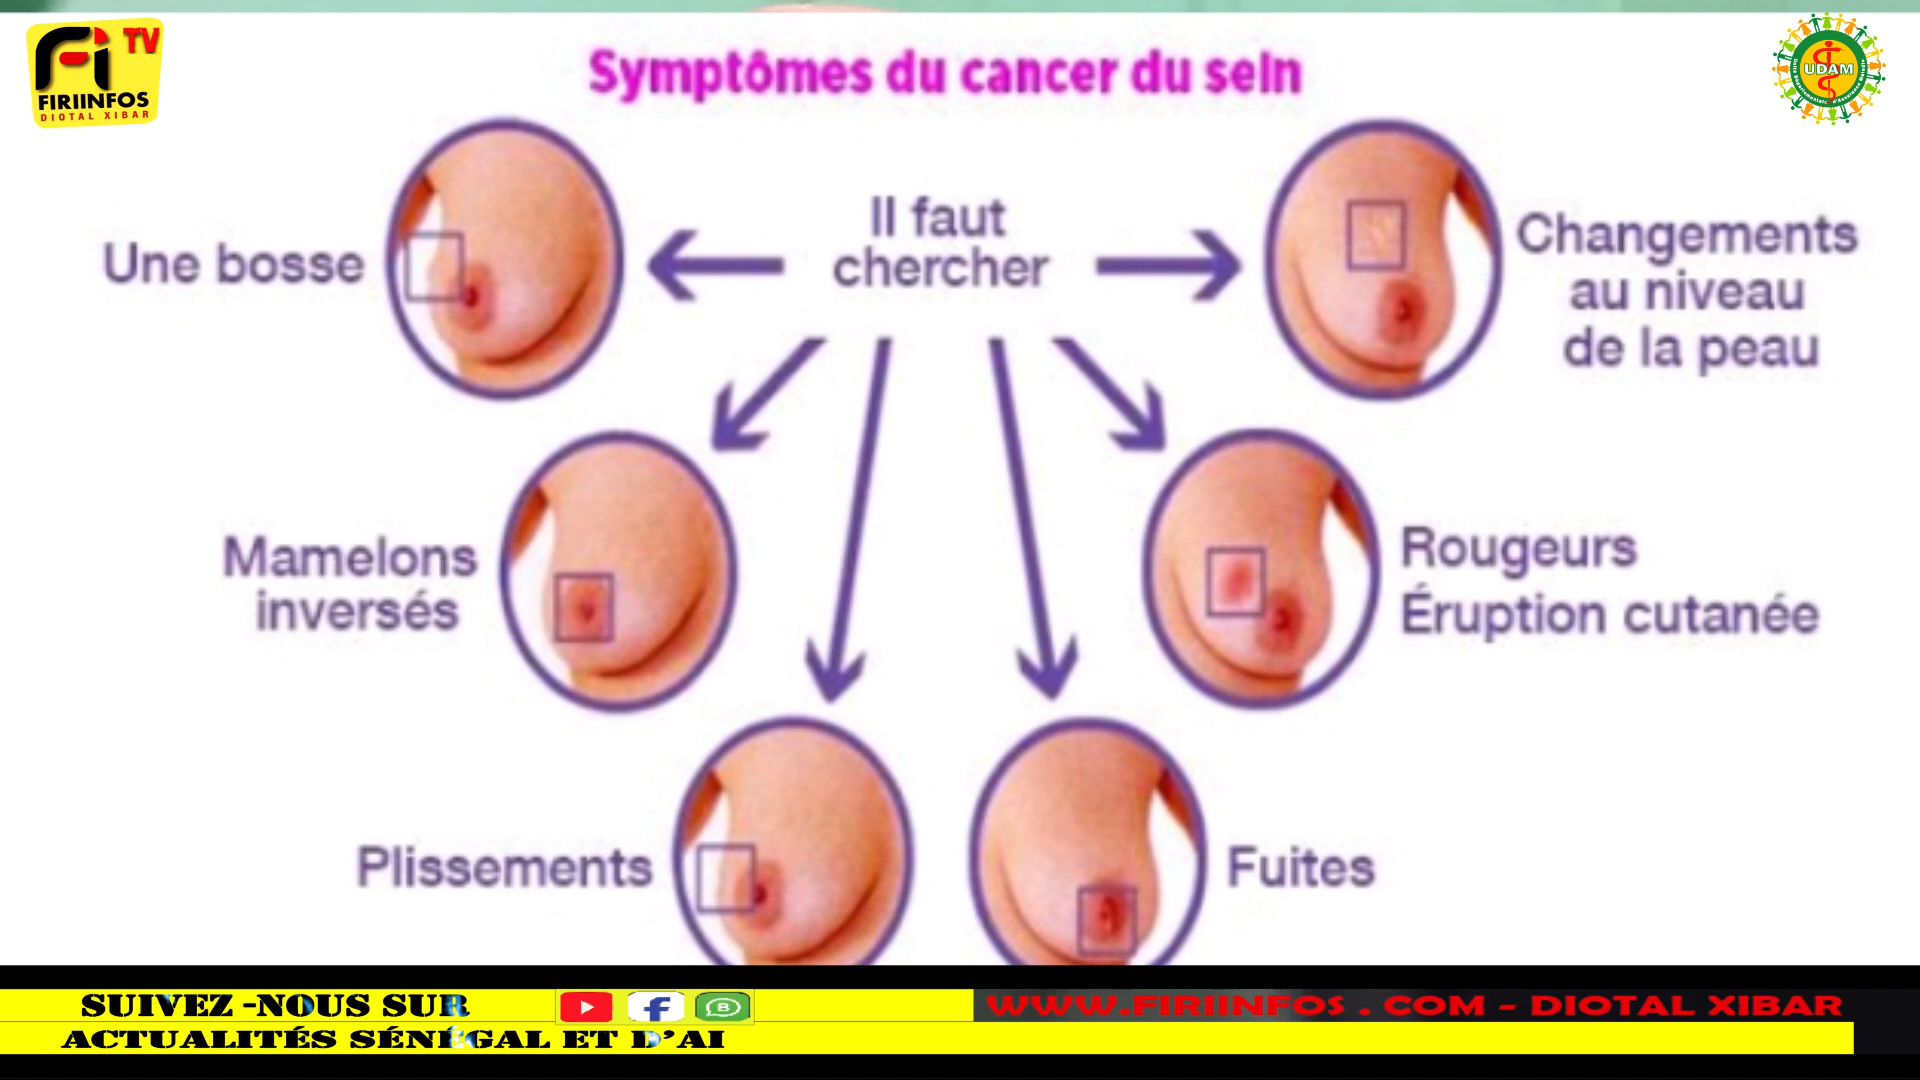 TV
FIRIINFOS
DIOTAL XIBAR
UDAM
Symptômes du cancer du sein
Il faut
chercher
Une bosse
Changements
au niveau
de la peau
Mamelons
inversés
Rougeurs
Éruption cutanée
Plissements
Fuites
SUIVEZ -NOUS SUR
WWW.FIRIINFOS . COM - DIOTAL XIBAR
ACTUALITÉS SÉNÉGAL ET D'AI